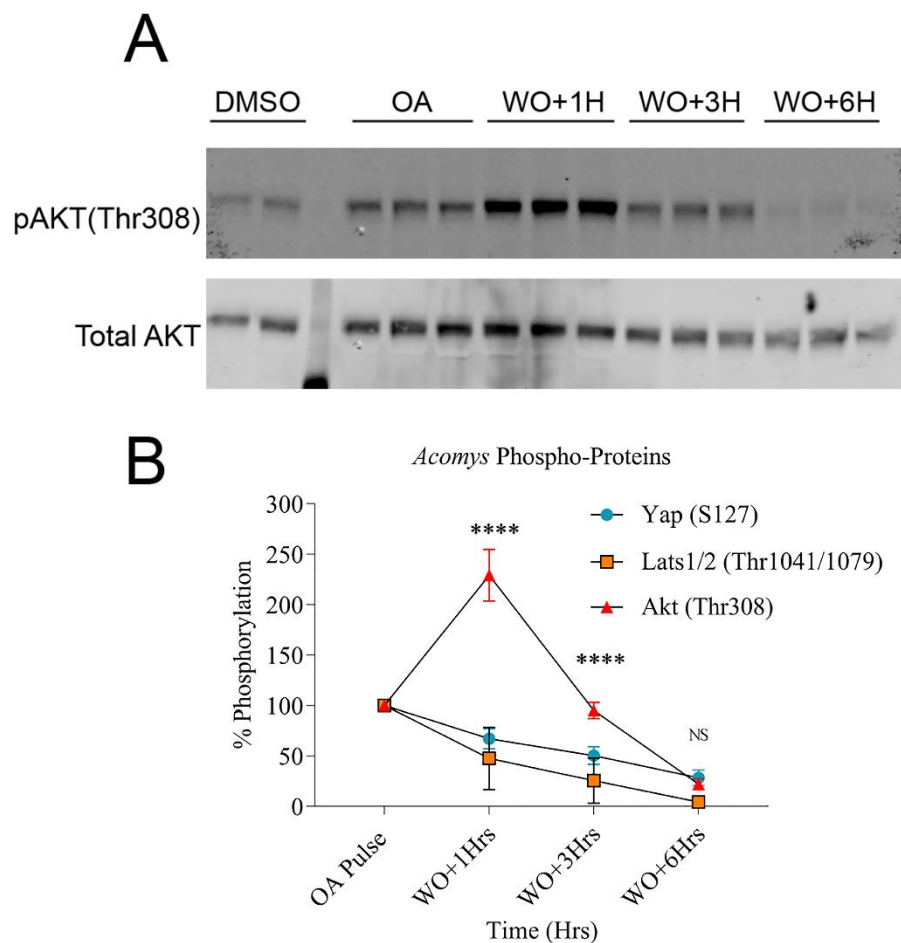 A
DMSO OA WO+1H WO+3H WO+6H
pAKT(Thr308)
Total AKT
B
Acomys Phospho-Proteins
300
250
200
150
100
50
0
% Phosphorylation
****
****
NS
Yap (S127)
Lats1/2 (Thr1041/1079)
Akt (Thr308)
OA Pulse
WO+1Hrs
WO+3Hrs
WO+6Hrs
Time (Hrs)